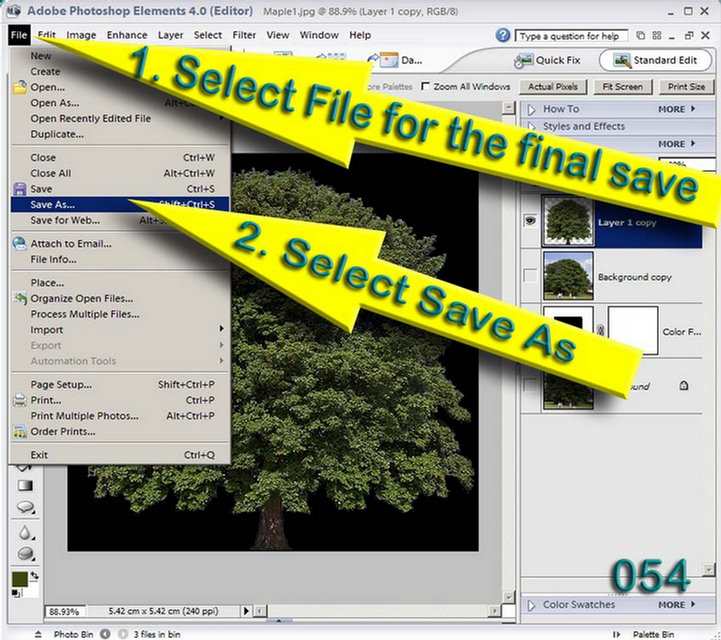 Adobe Photoshop Elements 4.0 (Editor) Maple1.jpg @ 88.9% (Layer 1 copy, RGB/8)
File Edit Image Enhance Layer Select Filter View Window Help Type a question for help
Da... Quick Fix Standard Edit
Palettes Zoom All Windows Actual Pixels Fit Screen Print Size
1. Select File for the final save
New
Create
Open...
Open As...
Open Recently Edited File
Duplicate...
Close Ctrl+W
Close All Alt+Ctrl+W
Save Ctrl+S
Save As... Shift+Ctrl+S
Save for Web...
Attach to Email...
File Info...
Place...
Organize Open Files...
Process Multiple Files...
Import
Export
Automation Tools
Page Setup... Shift+Ctrl+P
Print... Ctrl+P
Print Multiple Photos... Alt+Ctrl+P
Order Prints...
Exit Ctrl+Q
2. Select Save As
How To MORE
Styles and Effects
MORE
Layer 1 copy
Background copy
Color F...
054
Color Swatches MORE
88.93% 5.42 cm x 5.42 cm (240 ppi)
Photo Bin 3 files in bin Palette Bin